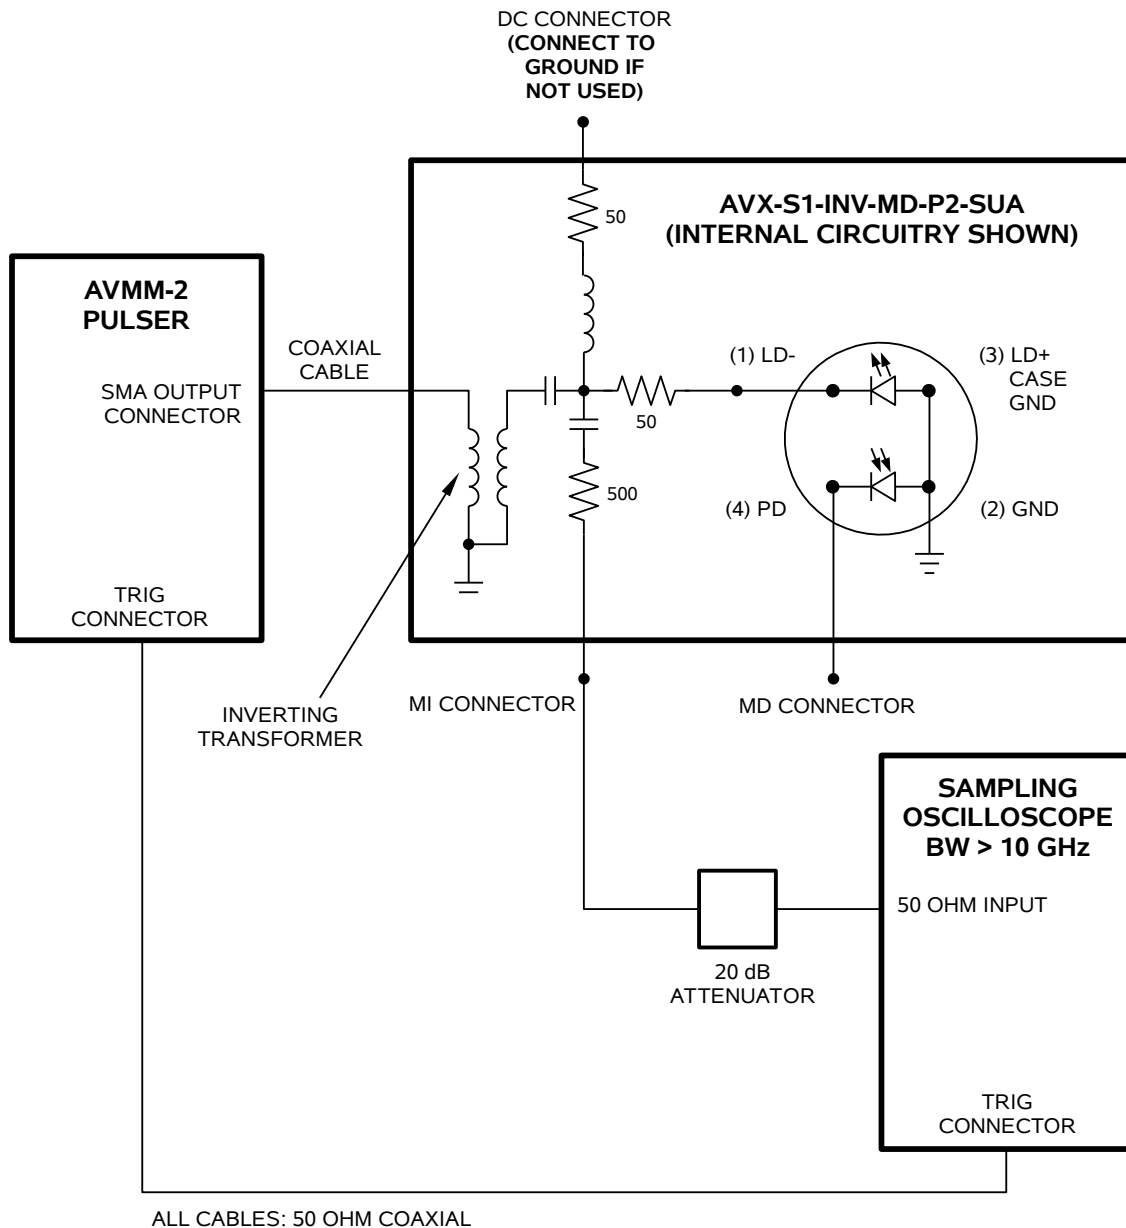 DC CONNECTOR
(CONNECT TO
GROUND IF
NOT USED)
50
AVX-S1-INV-MD-P2-SUA
(INTERNAL CIRCUITRY SHOWN)
AVMM-2
PULSER
COAXIAL
CABLE
SMA OUTPUT
CONNECTOR
(1) LD-
(3) LD+
CASE
GND
50
500
(4) PD
(2) GND
TRIG
CONNECTOR
MI CONNECTOR
MD CONNECTOR
INVERTING
TRANSFORMER
SAMPLING
OSCILLOSCOPE
BW > 10 GHz
50 OHM INPUT
20 dB
ATTENUATOR
TRIG
CONNECTOR
ALL CABLES: 50 OHM COAXIAL